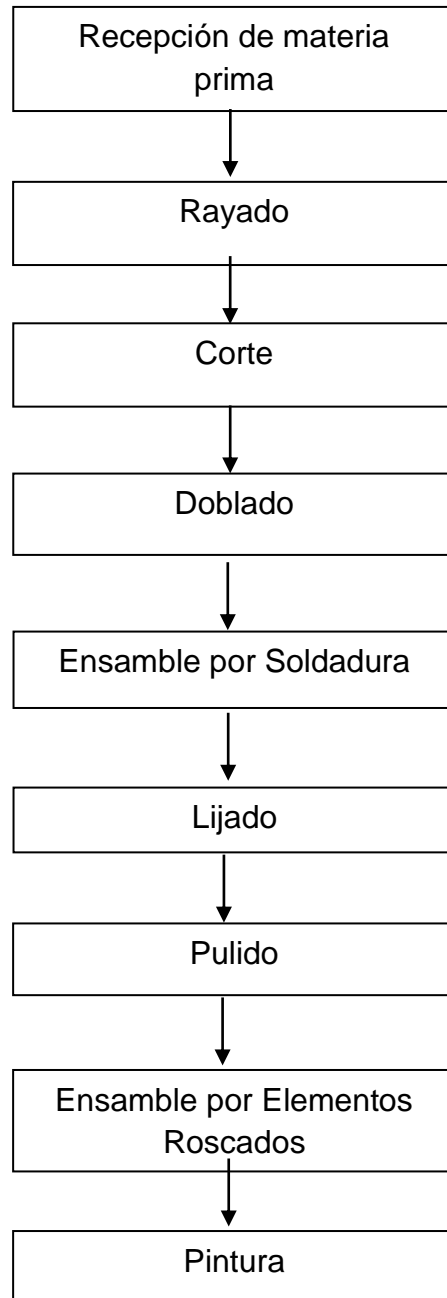 Recepción de materia
prima
Rayado
Corte
Doblado
Ensamble por Soldadura
Lijado
Pulido
Ensamble por Elementos
Roscados
Pintura